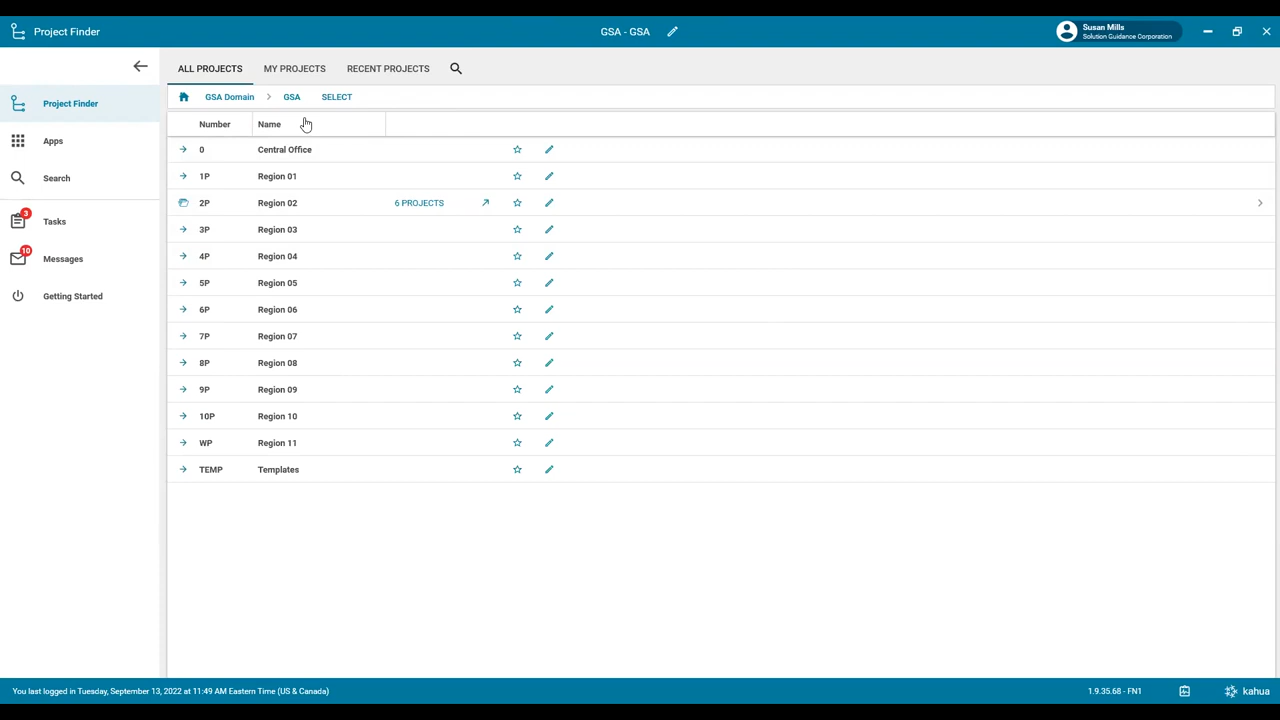 Project Finder
GSA - GSA
Susan Mills
Solution Guidance Corporation
ALL PROJECTS MY PROJECTS RECENT PROJECTS
GSA Domain GSA SELECT
Project Finder
Apps
Search
3
Tasks
10
Messages
Getting Started
Number Name
0 Central Office
1P Region 01
2P Region 02 6 PROJECTS
3P Region 03
4P Region 04
5P Region 05
6P Region 06
7P Region 07
8P Region 08
9P Region 09
10P Region 10
WP Region 11
TEMP Templates
You last logged in Tuesday, September 13, 2022 at 11:49 AM Eastern Time (US & Canada)
1.9.35.68 - FN1
kahua